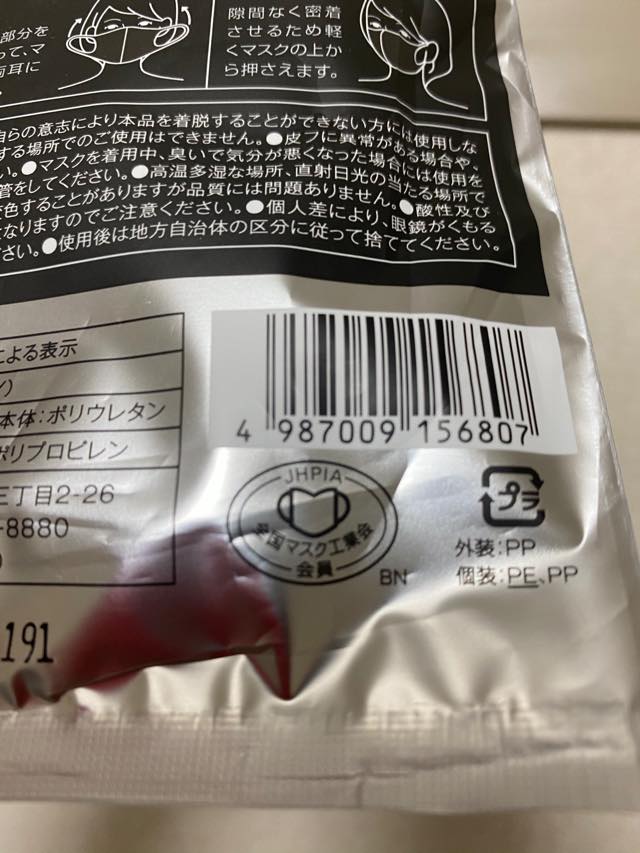 部分を
って、マ
両耳に
隙間なく密着
させるため軽
くマスクの上か
ら押さえます。
自らの意志により本品を着脱することができない方には使用しな
する場所でのご使用はできません。●皮フに異常がある場合や、
い。●マスクを着用中、臭いで気分が悪くなった場合には使用を
管をしてください。●高温多湿な場所、直射日光の当たる場所で
変色することがありますが品質には問題ありません。●酸性及び
となりますのでご注意ください。●個人差により、眼鏡がくもる
ださい。●使用後は地方自治体の区分に従って捨ててください。
による表示
ン)
本体:ポリウレタン
ポリプロピレン
三丁目2-26
-8880
)
4 987009 156807
JHPIA
全国マスク工業会
会員
BN
プラ
外装:PP
個装:PE、PP
191